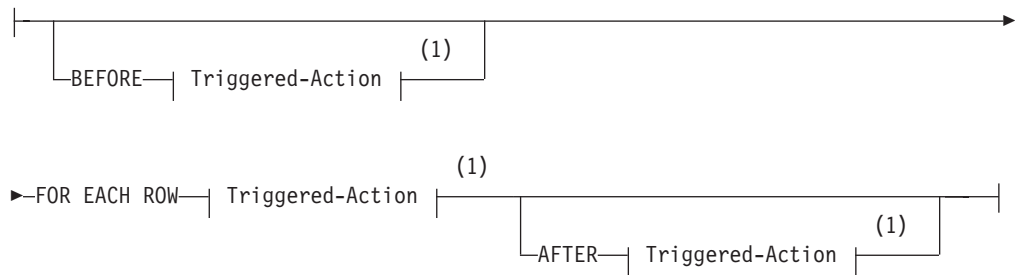 (1)
BEFORE Triggered-Action
(1)
FOR EACH ROW Triggered-Action
(1)
AFTER Triggered-Action